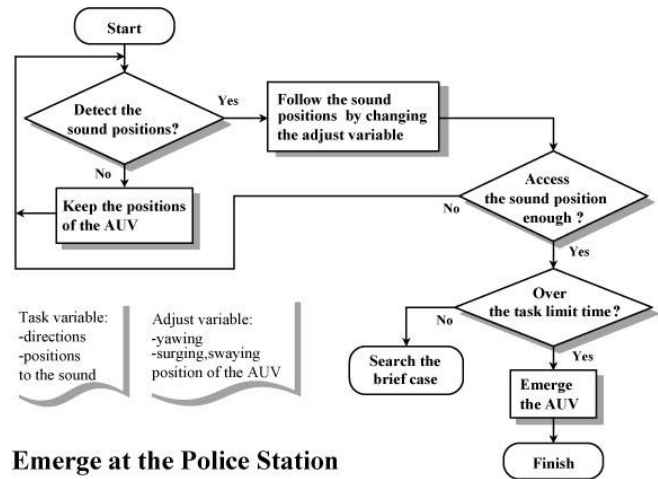 Start
Detect the
sound positions?
Yes
Follow the sound
positions by changing
the adjust variable
No
Keep the positions
of the AUV
Access
the sound position
enough ?
No
Yes
Over
the task limit time?
No
Search the
brief case
Yes
Emerge
the AUV
Finish
Task variable:
-directions
-positions
to the sound
Adjust variable:
-yawing
-surging,swaying
position of the AUV
Emerge at the Police Station